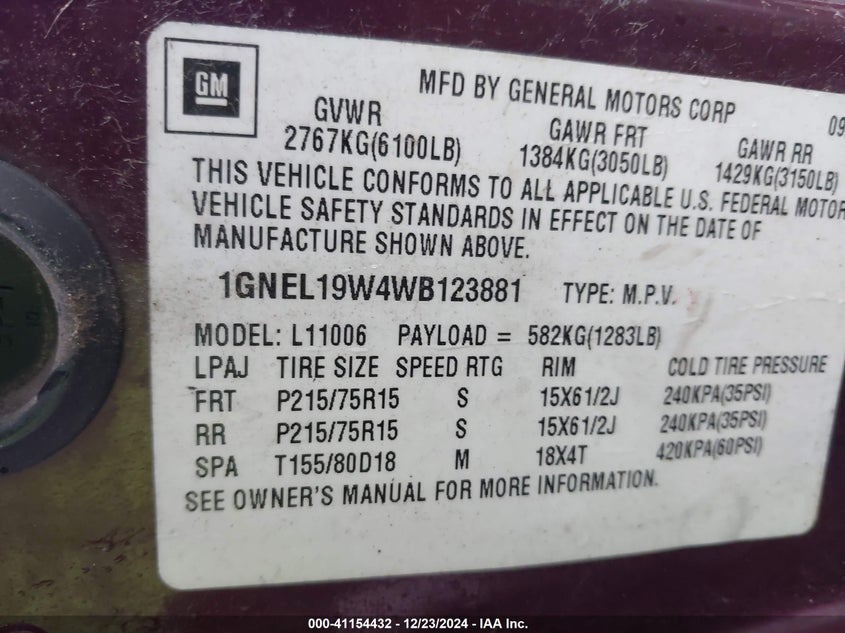 GM
MFD BY GENERAL MOTORS CORP 09
GVWR GAWR FRT GAWR RR
2767KG(6100LB) 1384KG(3050LB) 1429KG(3150LB)
THIS VEHICLE CONFORMS TO ALL APPLICABLE U.S. FEDERAL MOTOR
VEHICLE SAFETY STANDARDS IN EFFECT ON THE DATE OF
MANUFACTURE SHOWN ABOVE.
1GNEL19W4WB123881 TYPE: M.P.V.
MODEL: L11006 PAYLOAD = 582KG(1283LB)
LPAJ TIRE SIZE SPEED RTG RIM COLD TIRE PRESSURE
FRT P215/75R15 S 15X61/2J 240KPA(35PSI)
RR P215/75R15 S 15X61/2J 240KPA(35PSI)
SPA T155/80D18 M 18X4T 420KPA(60PSI)
SEE OWNER'S MANUAL FOR MORE INFORMATION.
000-41154432 - 12/23/2024 - IAA Inc.